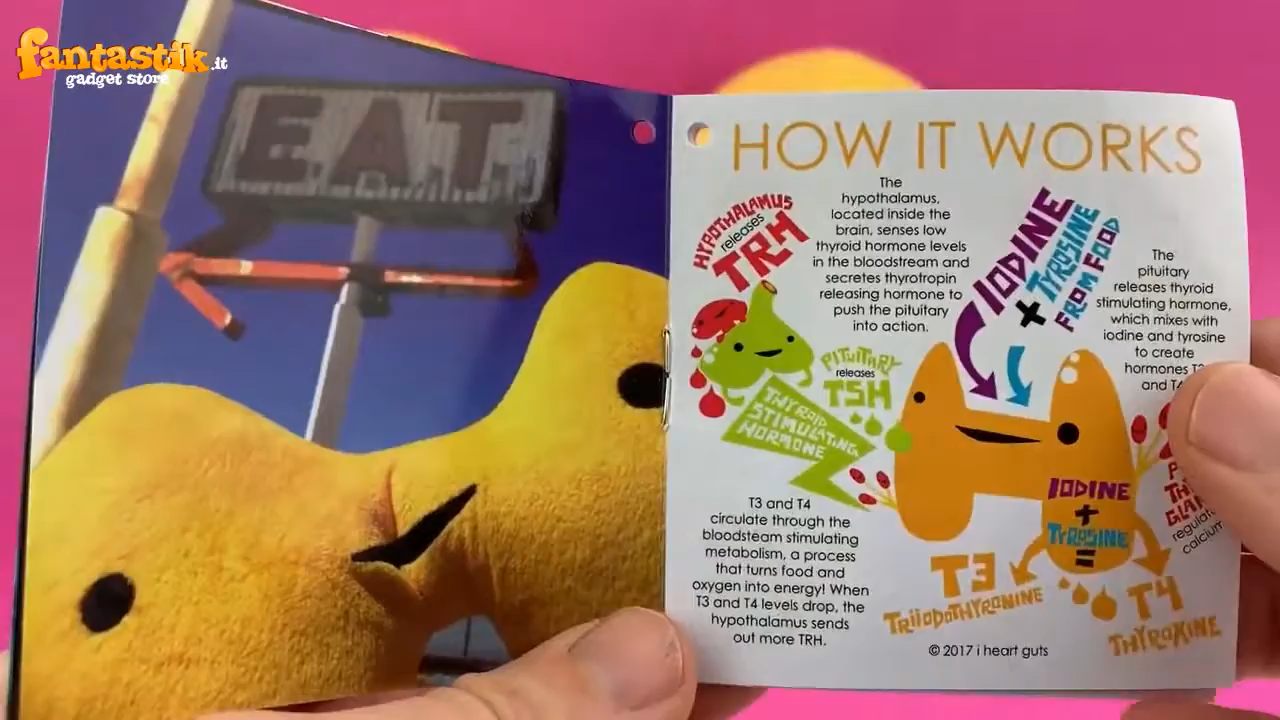 fantastik.it
gadget store
EAT
HOW IT WORKS
HYPOTHALAMUS
releases
TRH
The
hypothalamus,
located inside the
brain, senses low
thyroid hormone levels
in the bloodstream and
secretes thyrotropin
releasing hormone to
push the pituitary
into action.
IODINE
+ TYROSINE
FROM FOOD
The
pituitary
releases thyroid
stimulating hormone,
which mixes with
iodine and tyrosine
to create
hormones
and
PITUITARY
releases
TSH
THYROID
STIMULATING
HORMONE
T3 and T4
circulate through the
bloodsteam stimulating
metabolism, a process
that turns food and
oxygen into energy! When
T3 and T4 levels drop, the
hypothalamus sends
out more TRH.
IODINE
+
TYROSINE
=
T3
TRIIODOTHYRONINE
T4
THYROXINE
calcium
© 2017 i heart guts